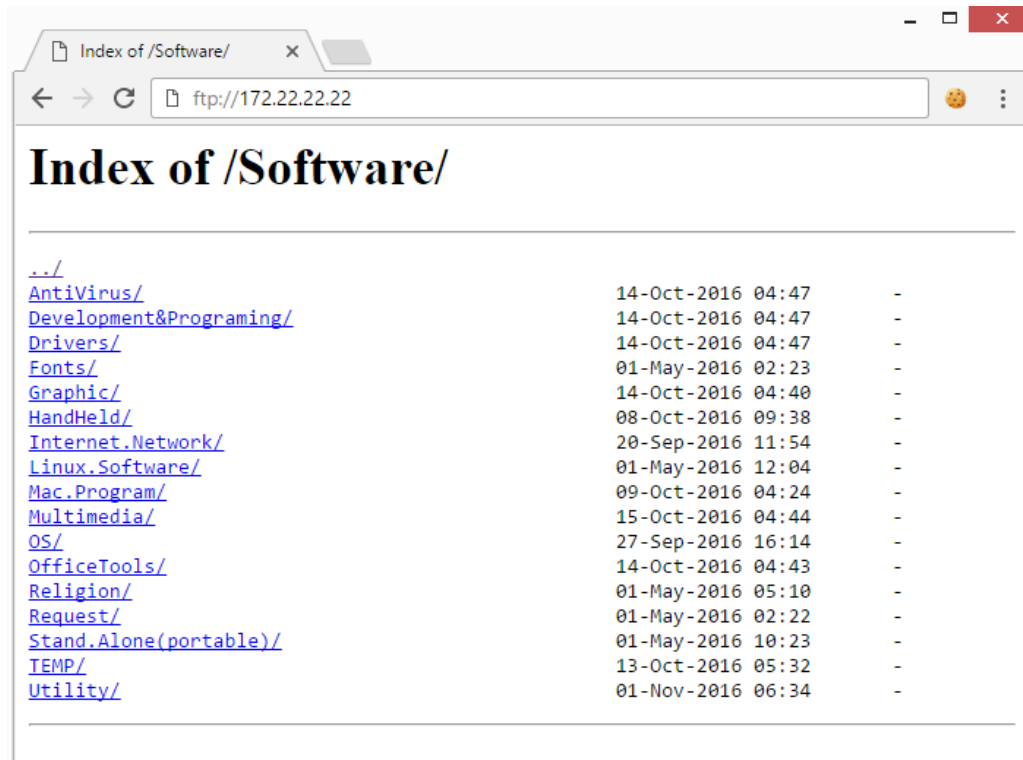 Index of /Software/
ftp://172.22.22.22
Index of /Software/
../
AntiVirus/ 14-Oct-2016 04:47 -
Development&Programing/ 14-Oct-2016 04:47 -
Drivers/ 14-Oct-2016 04:47 -
Fonts/ 01-May-2016 02:23 -
Graphic/ 14-Oct-2016 04:40 -
HandHeld/ 08-Oct-2016 09:38 -
Internet.Network/ 20-Sep-2016 11:54 -
Linux.Software/ 01-May-2016 12:04 -
Mac.Program/ 09-Oct-2016 04:24 -
Multimedia/ 15-Oct-2016 04:44 -
OS/ 27-Sep-2016 16:14 -
OfficeTools/ 14-Oct-2016 04:43 -
Religion/ 01-May-2016 05:10 -
Request/ 01-May-2016 02:22 -
Stand.Alone(portable)/ 01-May-2016 10:23 -
TEMP/ 13-Oct-2016 05:32 -
Utility/ 01-Nov-2016 06:34 -